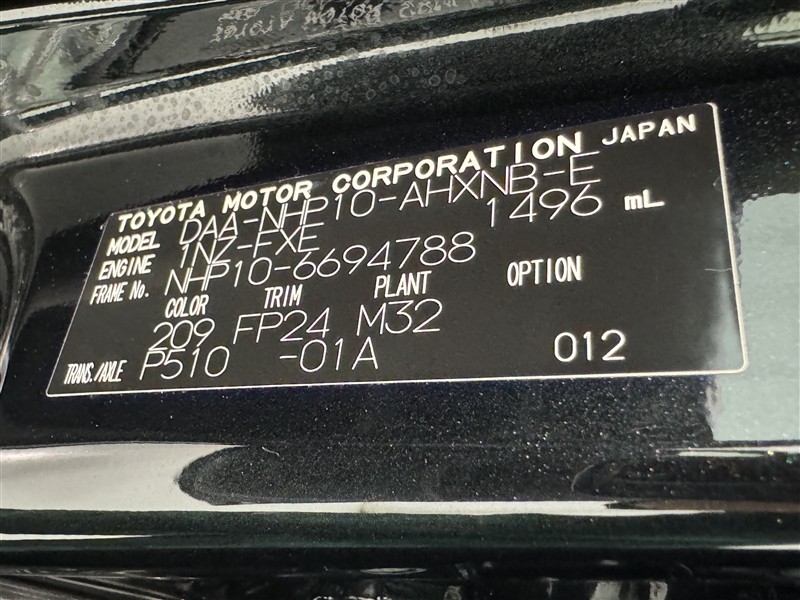 TOYOTA MOTOR CORPORATION JAPAN
MODEL DAA-NHP10-AHXNB-E
ENGINE 1NZ-FXE 1496 mL
FRAME No. NHP10-6694788
COLOR TRIM PLANT OPTION
209 FP24 M32
TRANS./AXLE P510 -01A 012